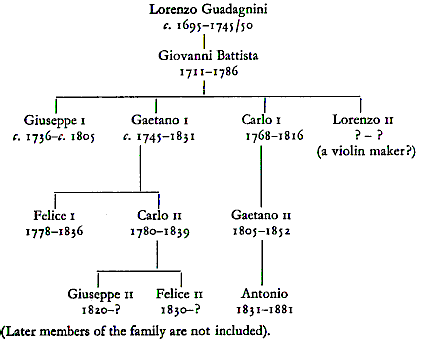 Lorenzo Guadagnini
c. 1695–1745/50
Giovanni Battista
1711–1786
Giuseppe I Gaetano I Carlo I Lorenzo II
c. 1736–c. 1805 c. 1745–1831 1768–1816 ? – ?
(a violin maker?)
Felice I Carlo II Gaetano II
1778–1836 1780–1839 1805–1852
Giuseppe II Felice II Antonio
1820–? 1830–? 1831–1881
(Later members of the family are not included).